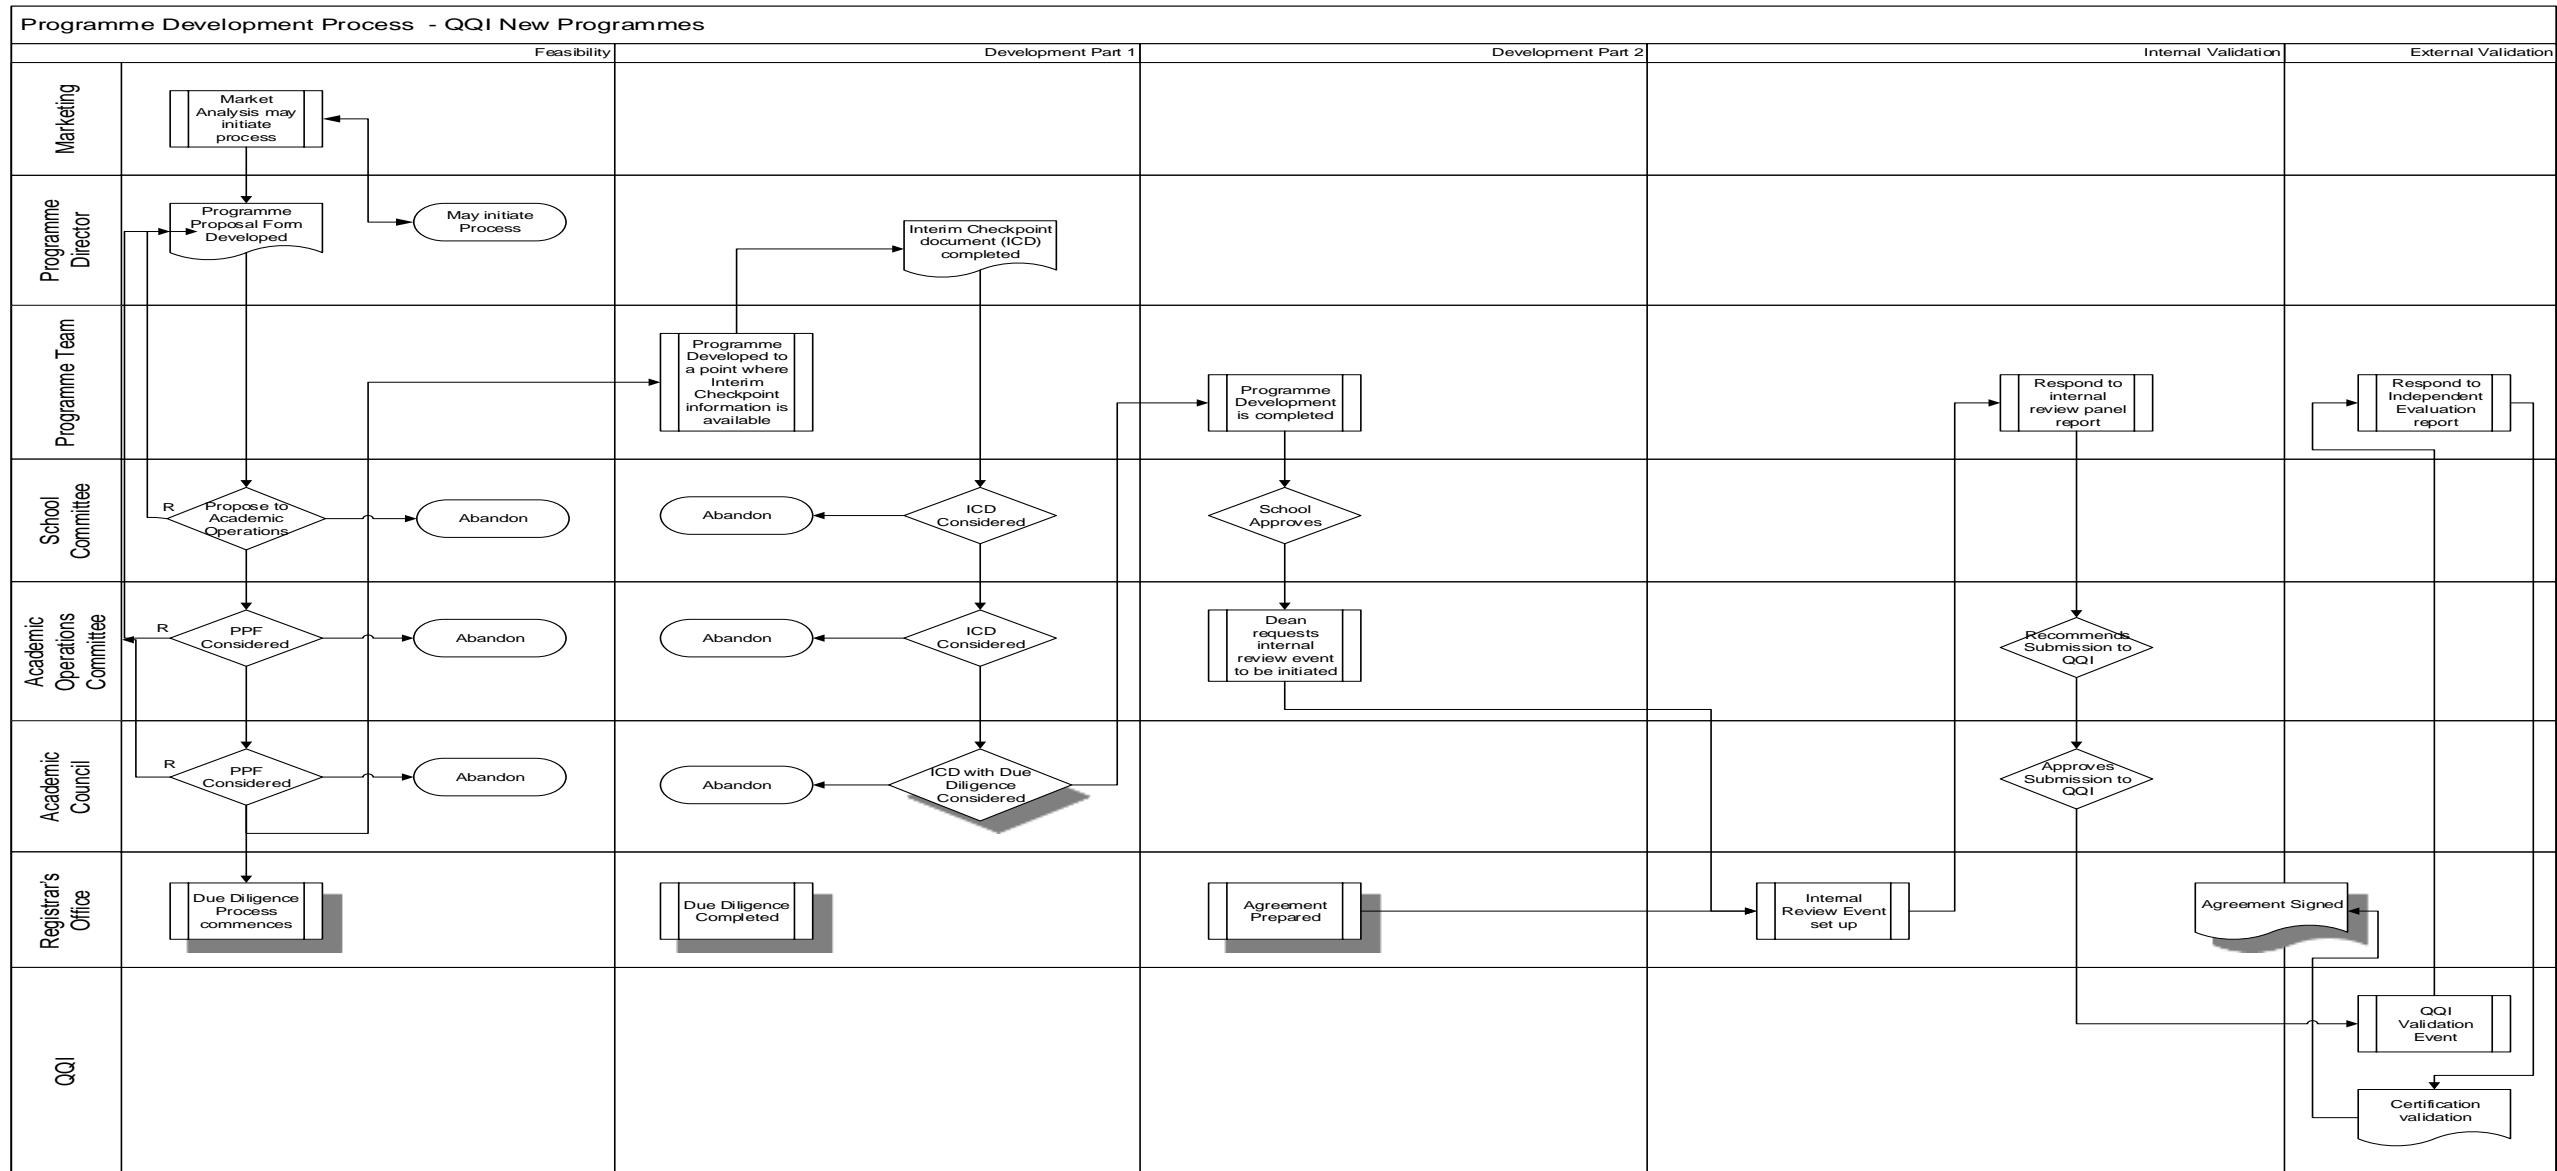 Programme Development Process - QQI New Programmes
Feasibility
Development Part 1
Development Part 2
Internal Validation
External Validation
Marketing
Market
Analysis may
initiate
process
Programme
Director
Programme
Proposal Form
Developed
May initiate
Process
Interim Checkpoint
document (ICD)
completed
Programme Team
Programme
Developed to
a point where
Interim
Checkpoint
information is
available
Programme
Development
is completed
Respond to
internal
review panel
report
Respond to
Independent
Evaluation
report
School
Committee
R
Propose to
Academic
Operations
Abandon
Abandon
ICD
Considered
School
Approves
Academic
Operations
Committee
R
PPF
Considered
Abandon
Abandon
ICD
Considered
Dean
requests
internal
review event
to be initiated
Recommends
Submission to
QQI
Academic
Council
R
PPF
Considered
Abandon
Abandon
ICD with Due
Diligence
Considered
Approves
Submission to
QQI
Registrar's
Office
Due Diligence
Process
commences
Due Diligence
Completed
Agreement
Prepared
Internal
Review Event
set up
Agreement Signed
QQI
QQI
Validation
Event
Certification
validation